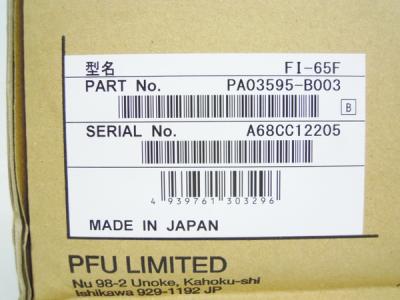 型名 FI-65F
PART No. PA03595-B003
B
SERIAL No. A68CC12205
4 939761 303296
MADE IN JAPAN
PFU LIMITED
Nu 98-2 Unoke, Kahoku-shi
Ishikawa 929-1192 JP